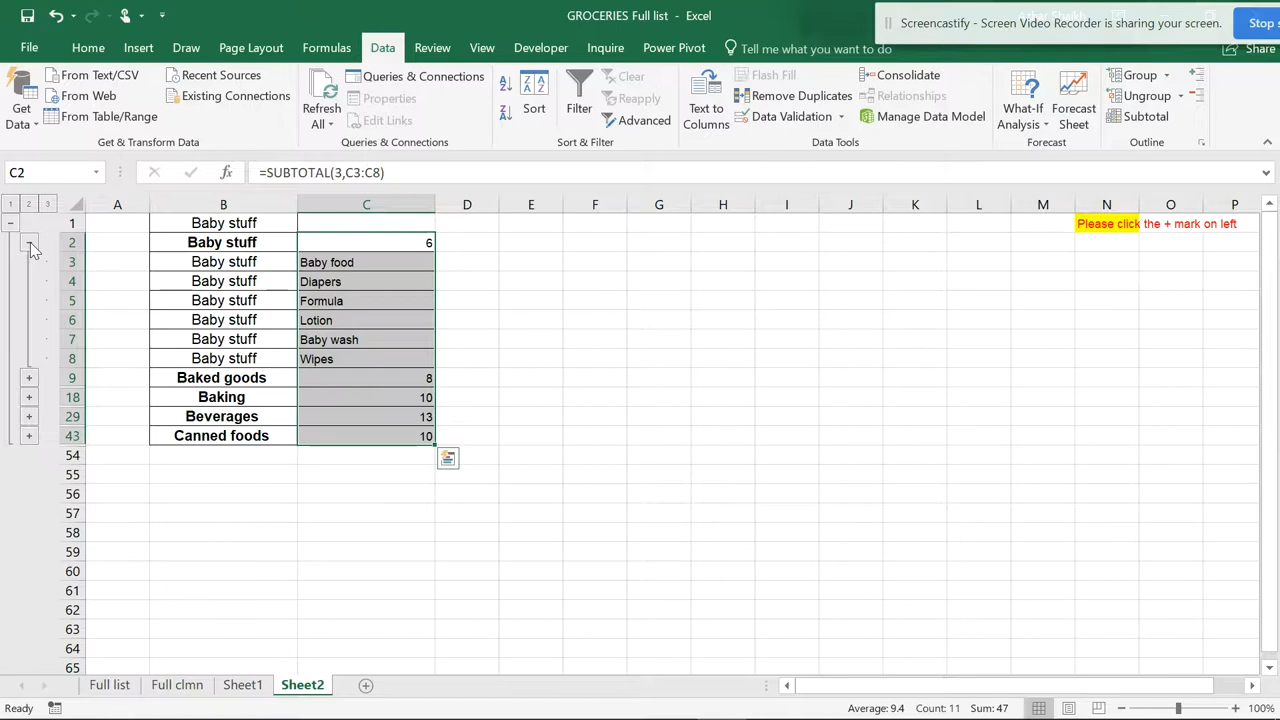 GROCERIES Full list - Excel
Screencastify - Screen Video Recorder is sharing your screen.
Stop s
File Home Insert Draw Page Layout Formulas Data Review View Developer Inquire Power Pivot Tell me what you want to do Share
Get Data
From Text/CSV
From Web
From Table/Range
Recent Sources
Existing Connections
Get & Transform Data
Refresh All
Queries & Connections
Properties
Edit Links
Queries & Connections
Sort
Filter
Clear
Reapply
Advanced
Sort & Filter
Text to Columns
Flash Fill
Remove Duplicates
Data Validation
Consolidate
Relationships
Manage Data Model
Data Tools
What-If Analysis
Forecast Sheet
Forecast
Group
Ungroup
Subtotal
Outline
C2 fx =SUBTOTAL(3,C3:C8)
1 2 3 A B C D E F G H I J K L M N O P
1 Baby stuff Please click the + mark on left
2 Baby stuff 6
3 Baby stuff Baby food
4 Baby stuff Diapers
5 Baby stuff Formula
6 Baby stuff Lotion
7 Baby stuff Baby wash
8 Baby stuff Wipes
9 Baked goods 8
18 Baking 10
29 Beverages 13
43 Canned foods 10
54
55
56
57
58
59
60
61
62
63
64
65
Full list Full clmn Sheet1 Sheet2
Ready Average: 9.4 Count: 11 Sum: 47 100%